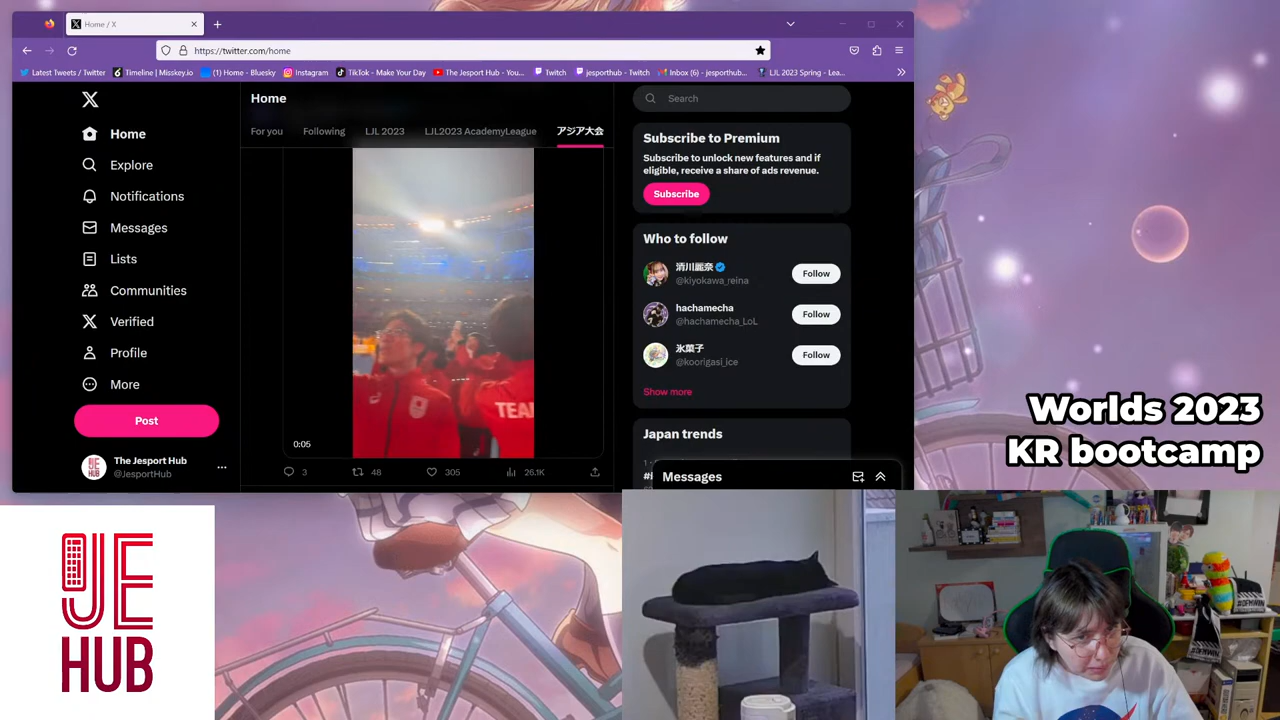 Home / X
https://twitter.com/home
Latest Tweets / Twitter
Timeline | Misskey.io
(1) Home - Bluesky
Instagram
TikTok - Make Your Day
The Jesport Hub - You...
Twitch
jesporthub - Twitch
Inbox (6) - jesporthub...
LJL 2023 Spring - Lea...
Home
Explore
Notifications
Messages
Lists
Communities
Verified
Profile
More
Post
The Jesport Hub
@JesportHub
Home
For you
Following
LJL 2023
LJL2023 AcademyLeague
アジア大会
TEA
0:05
3
48
305
26.1K
Search
Subscribe to Premium
Subscribe to unlock new features and if
eligible, receive a share of ads revenue.
Subscribe
Who to follow
清川麗奈
@kiyokawa_reina
Follow
hachamecha
@hachamecha_LoL
Follow
氷菓子
@koorigasi_ice
Follow
Show more
Japan trends
Messages
Worlds 2023
KR bootcamp
JE
HUB